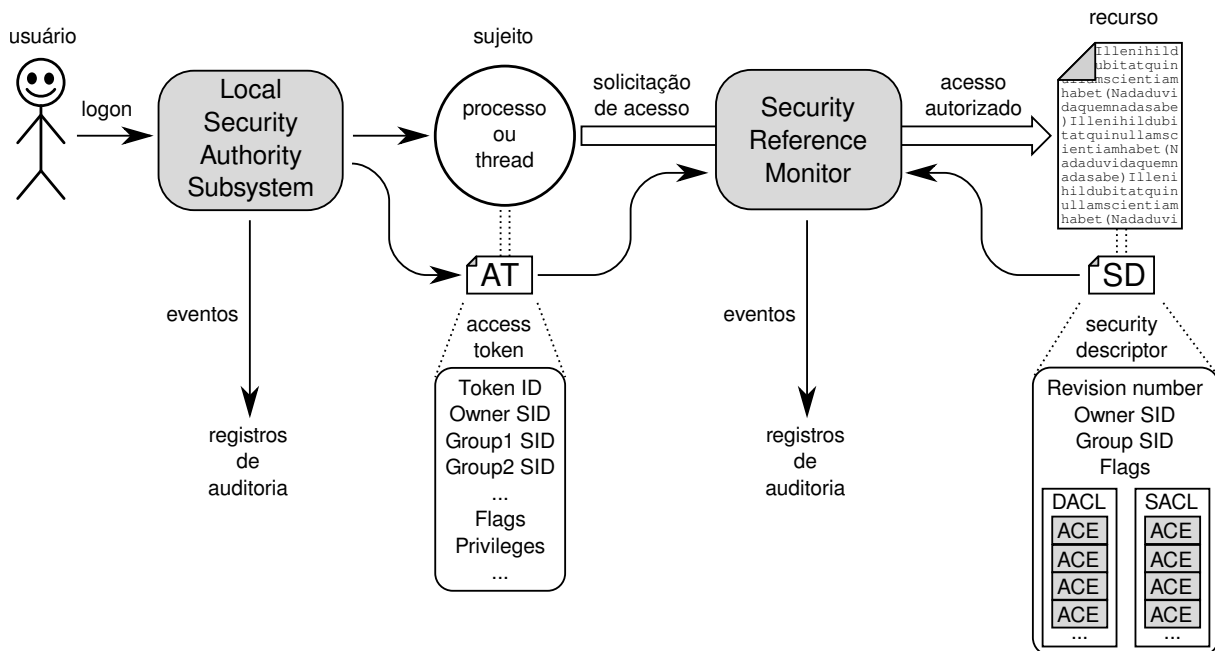 usuário
logon
Local
Security
Authority
Subsystem
eventos
registros
de
auditoria
sujeito
processo
ou
thread
AT
access
token
Token ID
Owner SID
Group1 SID
Group2 SID
...
Flags
Privileges
...
solicitação
de acesso
Security
Reference
Monitor
eventos
registros
de
auditoria
acesso
autorizado
recurso
Illenihild
ubitatquin
ullamscientiam
habet(Nadaduvi
daquemnadasabe
)Illenihildubi
tatquinullamsc
ientiamhabet(N
adaduvidaquemn
adasabe)Illeni
hildubitatquin
ullamscientiam
habet(Nadaduvi
SD
security
descriptor
Revision number
Owner SID
Group SID
Flags
DACL
ACE
ACE
ACE
ACE
...
SACL
ACE
ACE
ACE
ACE
...